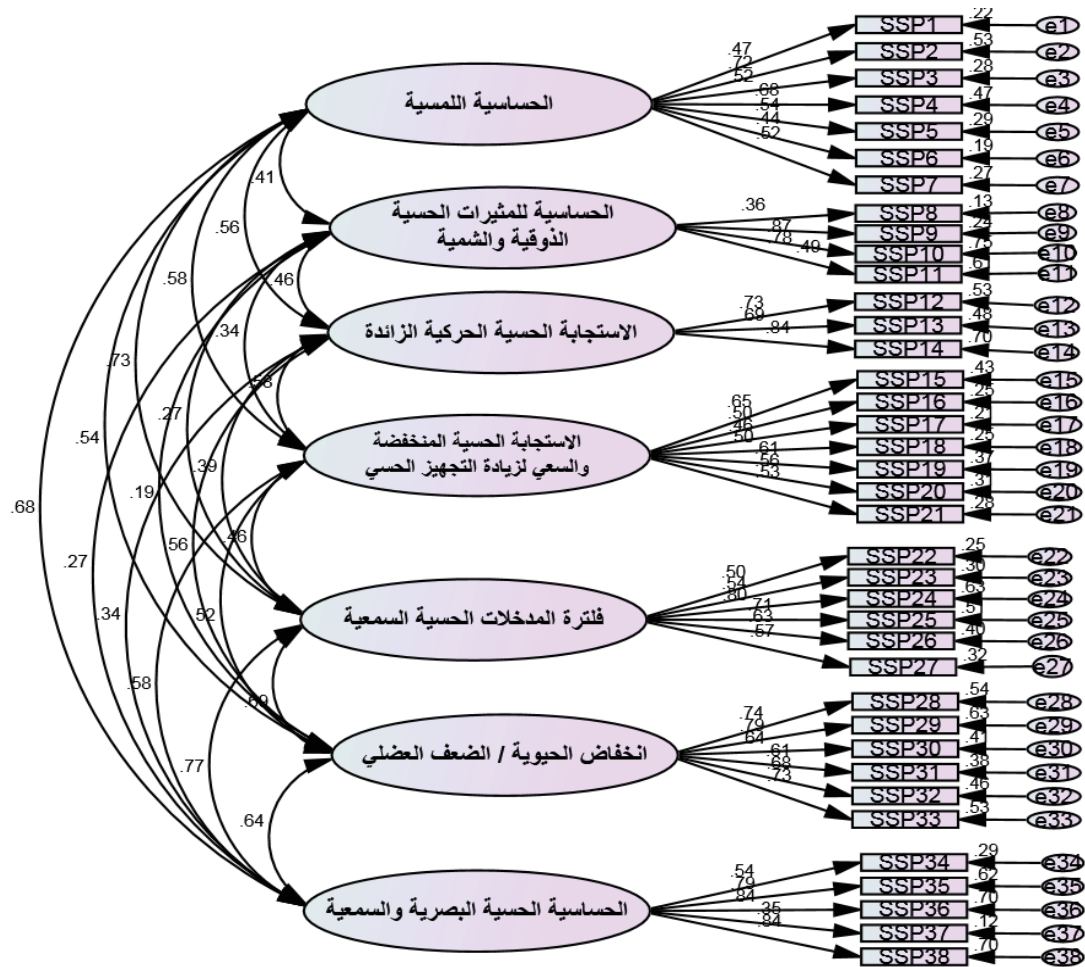 .22
SSP1 e1
.47 .53
SSP2 e2
.72 .28
SSP3 e3
.52
.68 .47
SSP4 e4
.54 .29
SSP5 e5
.44 .19
SSP6 e6
.52 .27
SSP7 e7
الحساسية اللمسية
.41
.36 .13
SSP8 e8
.87 .24
SSP9 e9
.78 .75
SSP10 e10
.49
SSP11 e11
الحساسية للمثيرات الحسية
الذوقية والشمية
.56
.46
.58
.73 .53
SSP12 e12
.69 .48
SSP13 e13
.84 .70
SSP14 e14
الاستجابة الحسية الحركية الزائدة
.34
.73
.43
SSP15 e15
.65 .25
SSP16 e16
.50
SSP17 e17
.46
.50 .25
SSP18 e18
.61 .37
SSP19 e19
.56
SSP20 e20
.53 .28
SSP21 e21
الاستجابة الحسية المنخفضة
والسعي لزيادة التجهيز الحسي
.27
.54
.39
.19
.68
.46
.56
.27
.25
SSP22 e22
.50 .30
SSP23 e23
.54 .63
SSP24 e24
.80
.71
SSP25 e25
.63 .40
SSP26 e26
.57 .32
SSP27 e27
فلترة المدخلات الحسية السمعية
.52
.34
.58
.69
.54
SSP28 e28
.74 .63
SSP29 e29
.79
.64 .41
SSP30 e30
.61 .38
SSP31 e31
.68 .46
SSP32 e32
.73 .53
SSP33 e33
انخفاض الحيوية / الضعف العضلي
.77
.64
.29
SSP34 e34
.54 .62
SSP35 e35
.79
.84 .70
SSP36 e36
.35 .12
SSP37 e37
.84 .70
SSP38 e38
الحساسية الحسية البصرية والسمعية